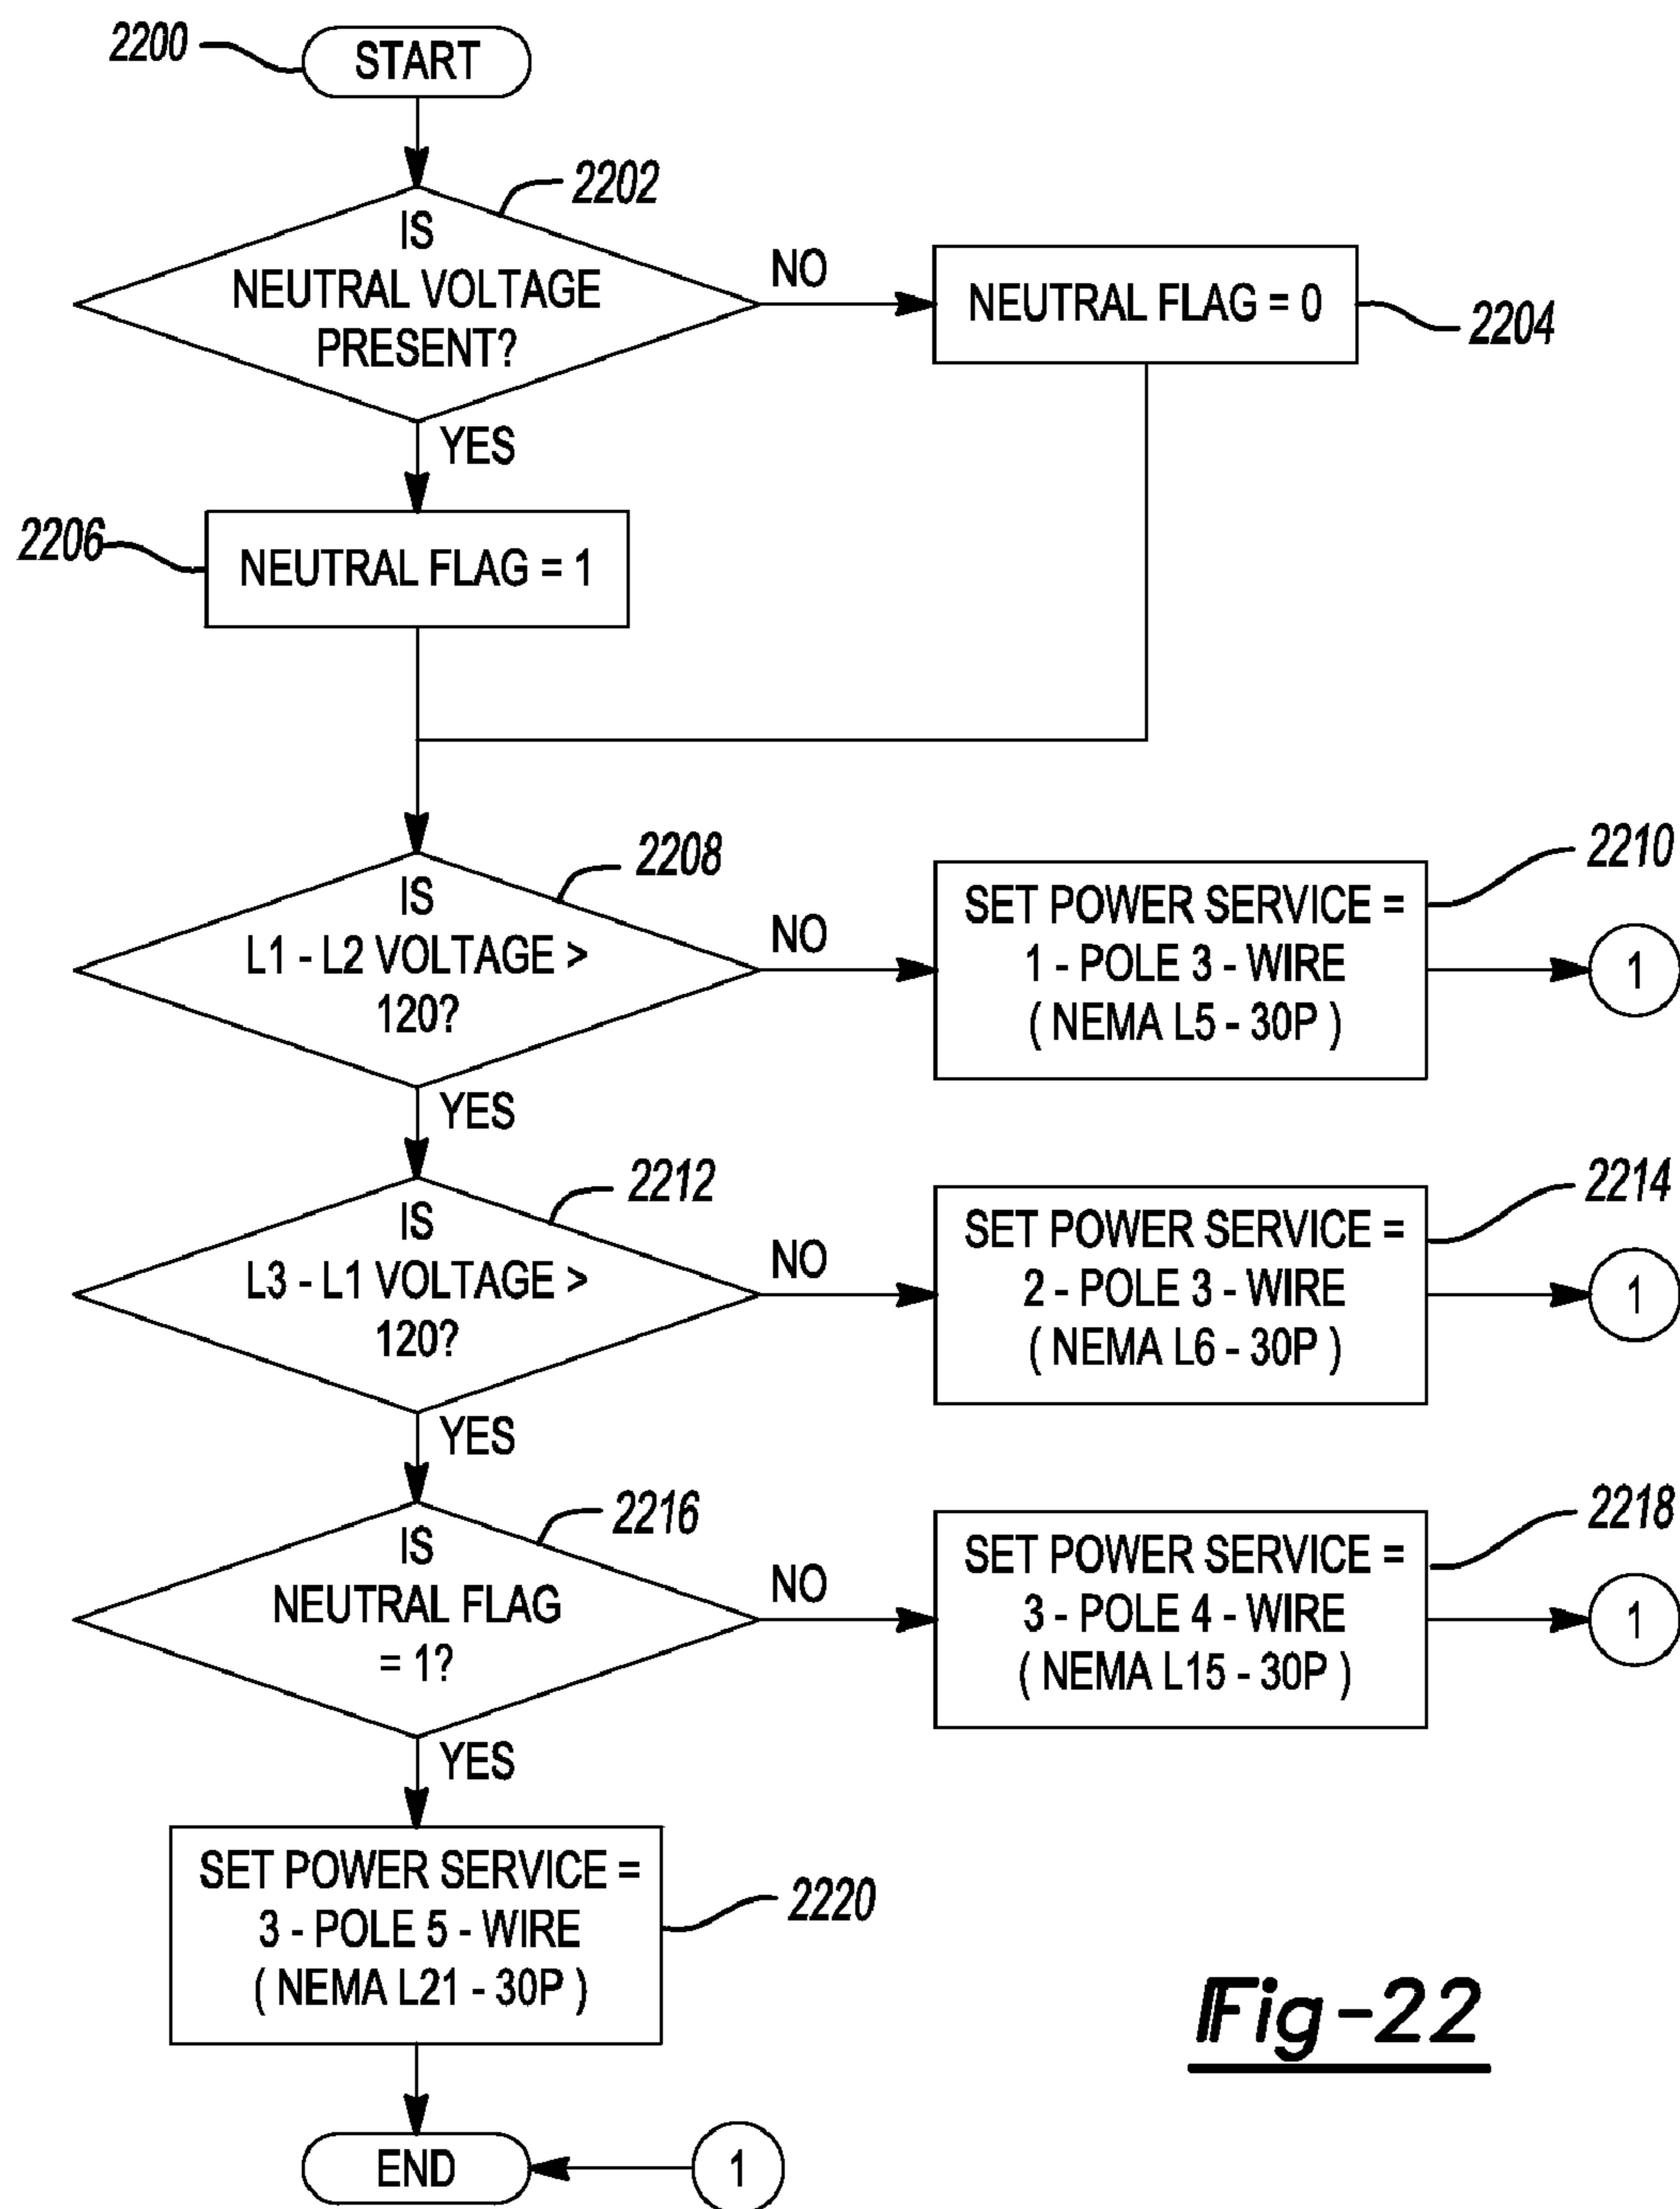 2200
START
2202
IS
NEUTRAL VOLTAGE
PRESENT?
NO
NEUTRAL FLAG = 0
2204
YES
2206
NEUTRAL FLAG = 1
2208
IS
L1 - L2 VOLTAGE >
120?
NO
SET POWER SERVICE =
1 - POLE 3 - WIRE
( NEMA L5 - 30P )
2210
1
YES
2212
IS
L3 - L1 VOLTAGE >
120?
NO
SET POWER SERVICE =
2 - POLE 3 - WIRE
( NEMA L6 - 30P )
2214
1
YES
2216
IS
NEUTRAL FLAG
= 1?
NO
SET POWER SERVICE =
3 - POLE 4 - WIRE
( NEMA L15 - 30P )
2218
1
YES
SET POWER SERVICE =
3 - POLE 5 - WIRE
( NEMA L21 - 30P )
2220
END
1
Fig-22